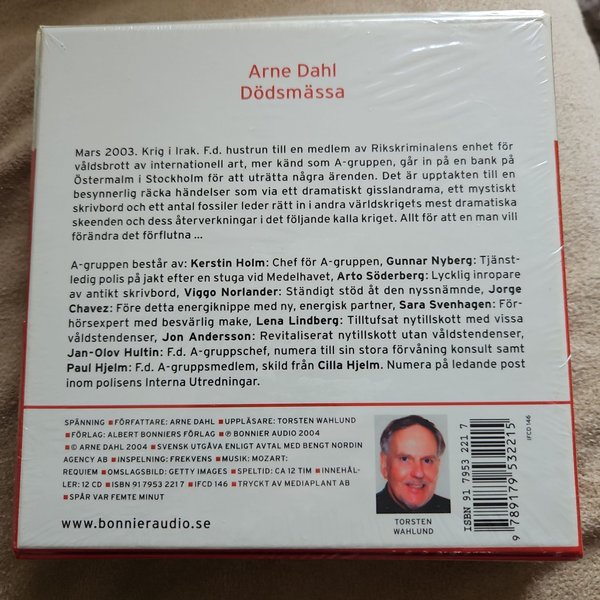 Arne Dahl
Dödsmässa
Mars 2003. Krig i Irak. F.d. hustrun till en medlem av Rikskriminalens enhet för
våldsbrott av internationell art, mer känd som A-gruppen, går in på en bank på
Östermalm i Stockholm för att uträtta några ärenden. Det är upptakten till en
besynnerlig räcka händelser som via ett dramatiskt gisslandrama, ett mystiskt
skrivbord och ett antal fossiler leder rätt in i andra världskrigets mest dramatiska
skeenden och dess återverkningar i det följande kalla kriget. Allt för att en man vill
förändra det förflutna ...
A-gruppen består av: Kerstin Holm: Chef för A-gruppen, Gunnar Nyberg: Tjänst-
ledig polis på jakt efter en stuga vid Medelhavet, Arto Söderberg: Lycklig inropare
av antikt skrivbord, Viggo Norlander: Ständigt stöd åt den nyssnämnde, Jorge
Chavez: Före detta energiknippe med ny, energisk partner, Sara Svenhagen: För-
hörsexpert med besvärlig make, Lena Lindberg: Tilltufsat nytillskott med vissa
våldstendenser, Jon Andersson: Revitaliserat nytillskott utan våldstendenser,
Jan-Olov Hultin: F.d. A-gruppschef, numera till sin stora förvåning konsult samt
Paul Hjelm: F.d. A-gruppsmedlem, skild från Cilla Hjelm. Numera på ledande post
inom polisens Interna Utredningar.
SPÄNNING ■ FÖRFATTARE: ARNE DAHL ■ UPPLÄSARE: TORSTEN WAHLUND
■ FÖRLAG: ALBERT BONNIERS FÖRLAG ■ ℗ BONNIER AUDIO 2004
■ © ARNE DAHL 2004 ■ SVENSK UTGÅVA ENLIGT AVTAL MED BENGT NORDIN
AGENCY AB ■ INSPELNING: FREKVENS ■ MUSIK: MOZART:
REQUIEM ■ OMSLAGSBILD: GETTY IMAGES ■ SPELTID: CA 12 TIM ■ INNEHÅL-
LER: 12 CD ■ ISBN 91 7953 221 7 ■ IFCD 146 ■ TRYCKT AV MEDIAPLANT AB
■ SPÅR VAR FEMTE MINUT
www.bonnieraudio.se
TORSTEN
WAHLUND
ISBN 91 7953 221 7
9 789179 532215
IFCD 146